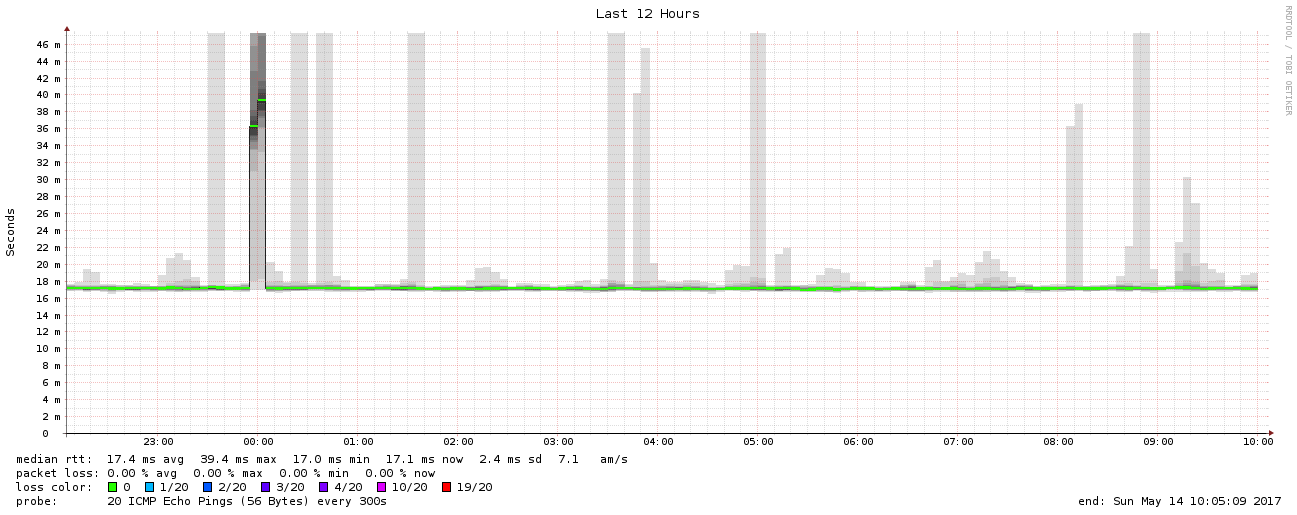 Last 12 Hours
RRDTOOL / TOBI OETIKER
Seconds
46 m
44 m
42 m
40 m
38 m
36 m
34 m
32 m
30 m
28 m
26 m
24 m
22 m
20 m
18 m
16 m
14 m
12 m
10 m
8 m
6 m
4 m
2 m
0
23:00 00:00 01:00 02:00 03:00 04:00 05:00 06:00 07:00 08:00 09:00 10:00
median rtt: 17.4 ms avg 39.4 ms max 17.0 ms min 17.1 ms now 2.4 ms sd 7.1 am/s
packet loss: 0.00 % avg 0.00 % max 0.00 % min 0.00 % now
loss color: 0 1/20 2/20 3/20 4/20 10/20 19/20
probe: 20 ICMP Echo Pings (56 Bytes) every 300s end: Sun May 14 10:05:09 2017